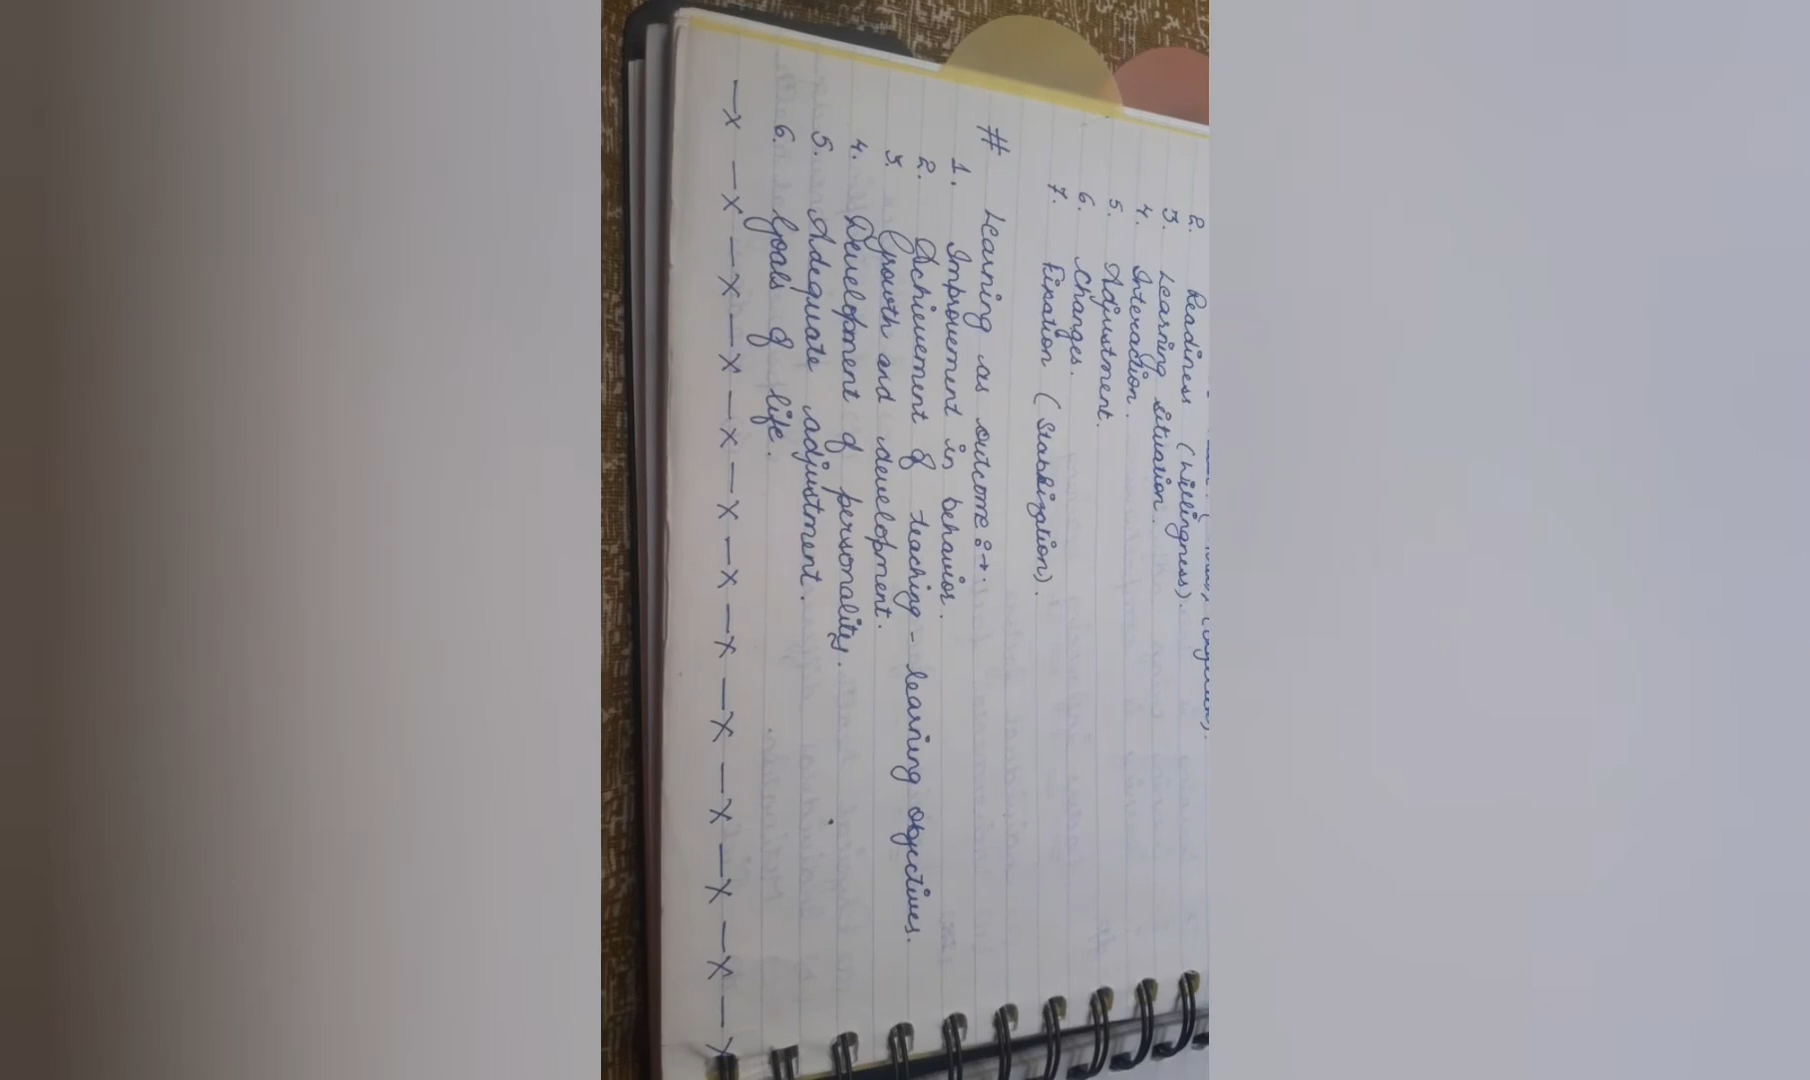 2. Readiness (Willingness).
3. Learning situation.
4. Interaction.
5. Adjustment.
6. Changes.
7. Fixation (Stabilization).
# Learning as outcome :→.
1. Improvement in behavior.
2. Achievement of teaching - learning objectives.
3. Growth and development.
4. Development of personality.
5. Adequate adjustment.
6. Goals of life.
—x —x —x —x —x —x —x —x —x —x —x —x —x